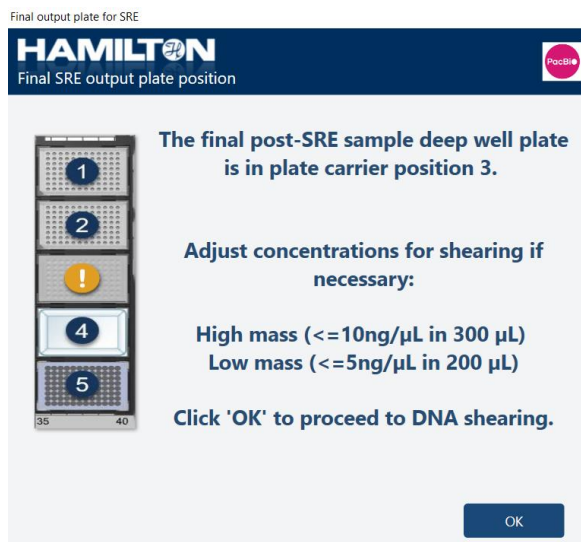 Final output plate for SRE
HAMILTON
Final SRE output plate position
PacBio
The final post-SRE sample deep well plate
is in plate carrier position 3.
1
2
!
4
5
35 40
Adjust concentrations for shearing if
necessary:
High mass (<=10ng/µL in 300 µL)
Low mass (<=5ng/µL in 200 µL)
Click 'OK' to proceed to DNA shearing.
OK